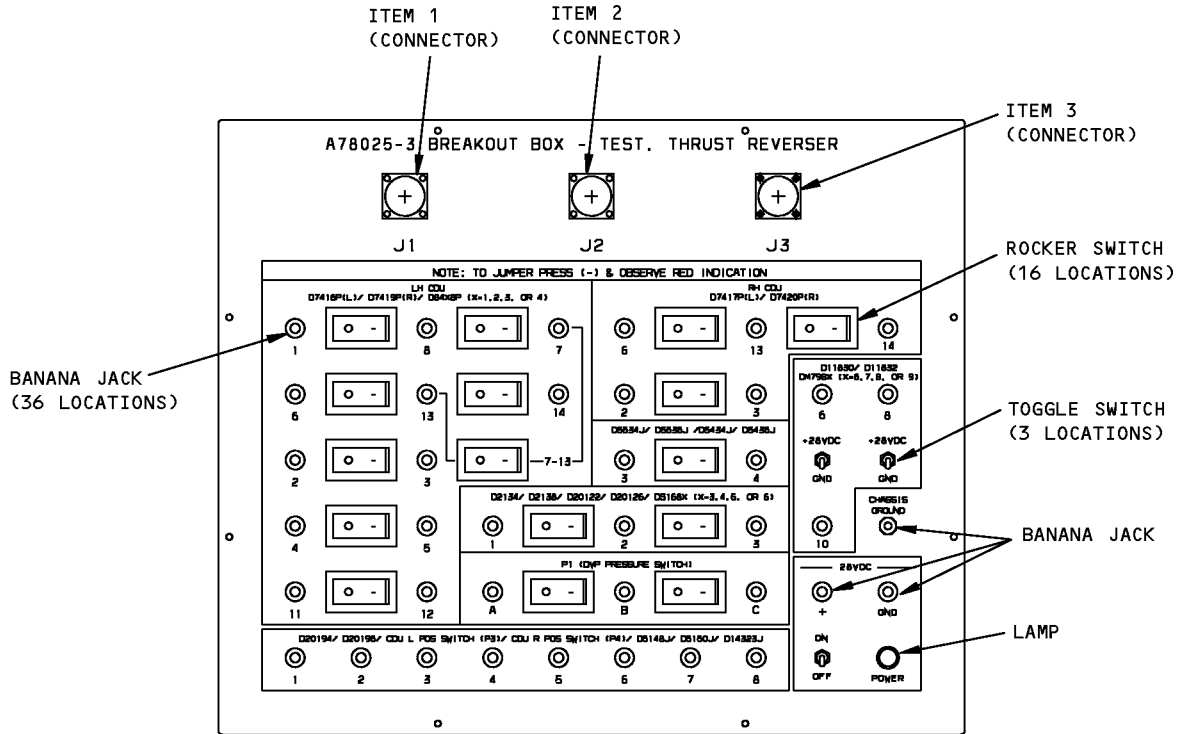 ITEM 1
(CONNECTOR)
ITEM 2
(CONNECTOR)
ITEM 3
(CONNECTOR)
A78025-3 BREAKOUT BOX - TEST, THRUST REVERSER
J1 J2 J3
ROCKER SWITCH
(16 LOCATIONS)
NOTE: TO JUMPER PRESS (-) & OBSERVE RED INDICATION
LH CDU
RH CDU
D7417P(L)/ D7420P(R)
1 8 7 6 13 14
BANANA JACK
(36 LOCATIONS)
D11830/ D11832
6 13 14 2 3 6 8
TOGGLE SWITCH
(3 LOCATIONS)
+28VDC +28VDC
GND GND
2 3 7-13 3 4
CHASSIS
GROUND
4 5 1 2 3 10
BANANA JACK
P1 (DVP PRESSURE SWITCH)
28VDC
11 12 A B C + GND
LAMP
1 2 3 4 5 6 7 8
ON
OFF
POWER